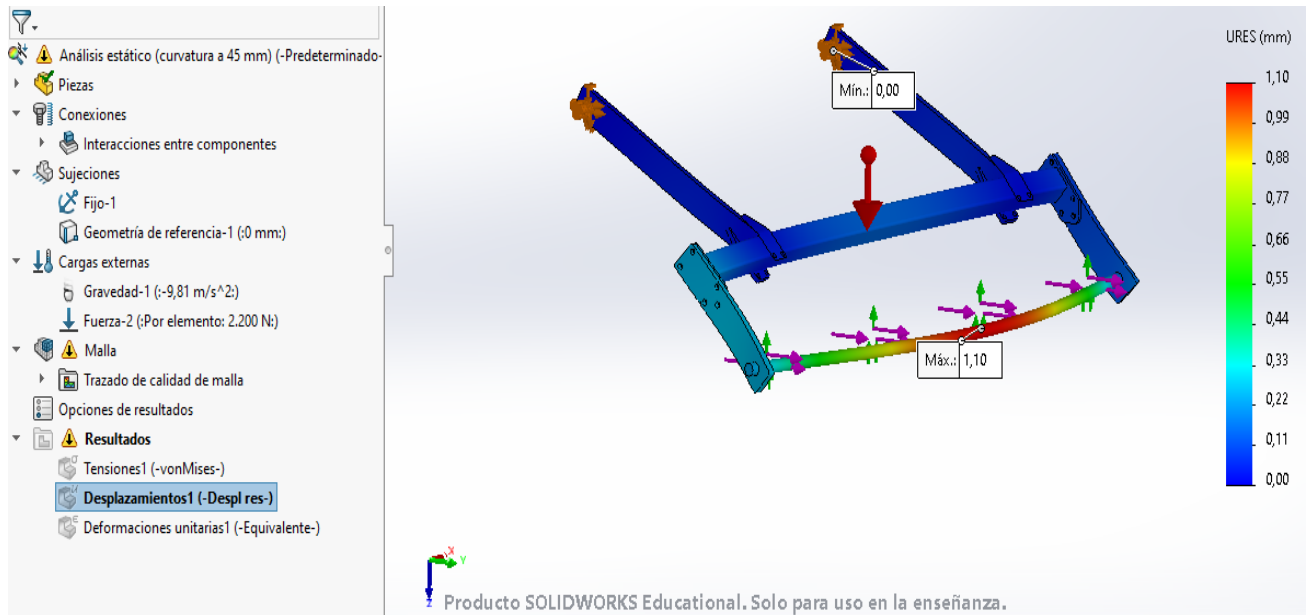 Análisis estático (curvatura a 45 mm) (-Predeterminado-
Piezas
Conexiones
Interacciones entre componentes
Sujeciones
Fijo-1
Geometría de referencia-1 (:0 mm:)
Cargas externas
Gravedad-1 (:-9,81 m/s^2:)
Fuerza-2 (:Por elemento: 2.200 N:)
Malla
Trazado de calidad de malla
Opciones de resultados
Resultados
Tensiones1 (-vonMises-)
Desplazamientos1 (-Despl res-)
Deformaciones unitarias1 (-Equivalente-)
Mín.: 0,00
Máx.: 1,10
URES (mm)
1,10
0,99
0,88
0,77
0,66
0,55
0,44
0,33
0,22
0,11
0,00
X
Y
Z
Producto SOLIDWORKS Educational. Solo para uso en la enseñanza.